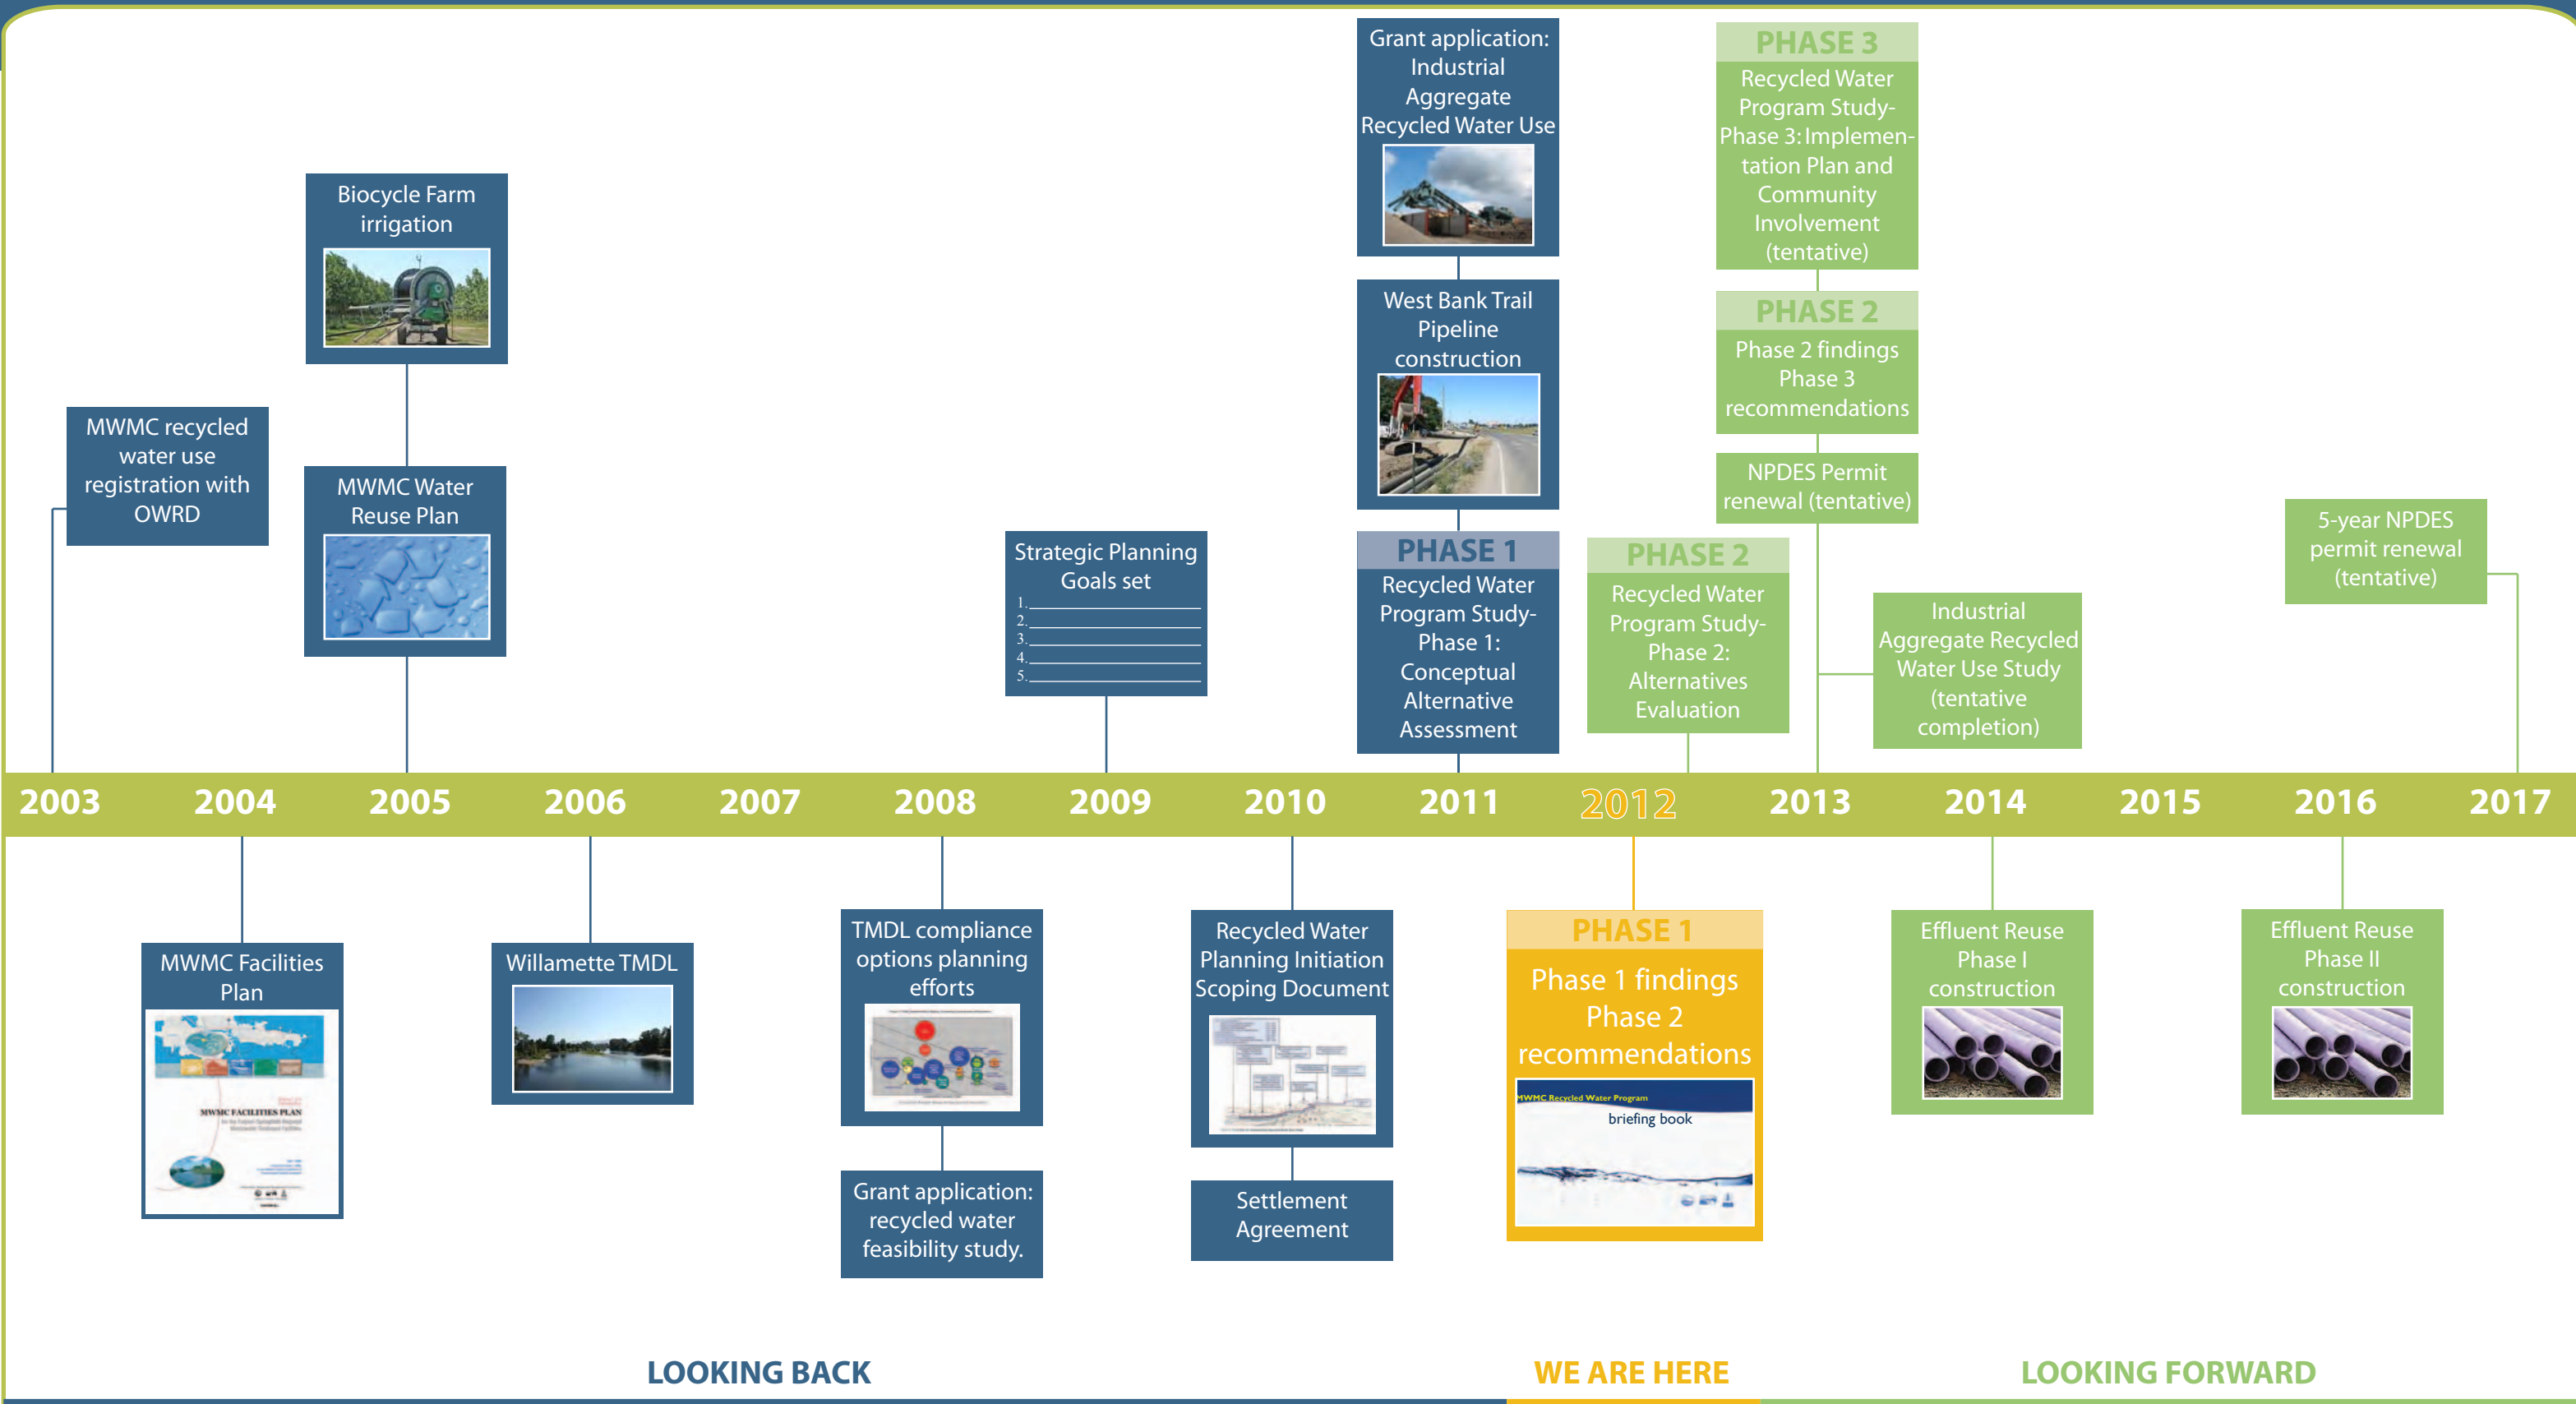 Grant application:
Industrial
Aggregate
Recycled Water Use
PHASE 3
Recycled Water
Program Study-
Phase 3: Implemen-
tation Plan and
Community
Involvement
(tentative)
Biocycle Farm
irrigation
West Bank Trail
Pipeline
construction
PHASE 2
Phase 2 findings
Phase 3
recommendations
MWMC recycled
water use
registration with
OWRD
MWMC Water
Reuse Plan
NPDES Permit
renewal (tentative)
Strategic Planning
Goals set
1.
2.
3.
4.
5.
PHASE 1
Recycled Water
Program Study-
Phase 1:
Conceptual
Alternative
Assessment
PHASE 2
Recycled Water
Program Study-
Phase 2:
Alternatives
Evaluation
Industrial
Aggregate Recycled
Water Use Study
(tentative
completion)
5-year NPDES
permit renewal
(tentative)
2003 2004 2005 2006 2007 2008 2009 2010 2011 2012 2013 2014 2015 2016 2017
MWMC Facilities
Plan
MWMC FACILITIES PLAN
Willamette TMDL
TMDL compliance
options planning
efforts
Grant application:
recycled water
feasibility study.
Recycled Water
Planning Initiation
Scoping Document
Settlement
Agreement
PHASE 1
Phase 1 findings
Phase 2
recommendations
MWMC Recycled Water Program
briefing book
Effluent Reuse
Phase I
construction
Effluent Reuse
Phase II
construction
LOOKING BACK
WE ARE HERE
LOOKING FORWARD